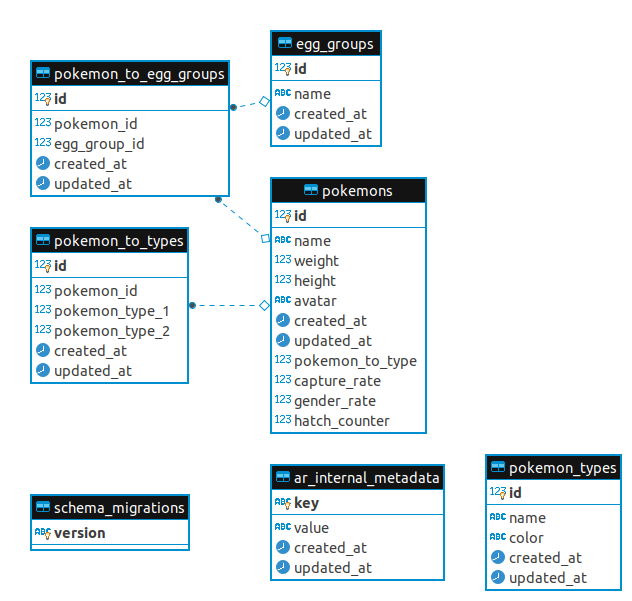 egg_groups
123 id
ABC name
created_at
updated_at
pokemon_to_egg_groups
123 id
123 pokemon_id
123 egg_group_id
created_at
updated_at
pokemons
123 id
ABC name
123 weight
123 height
ABC avatar
created_at
updated_at
123 pokemon_to_type
123 capture_rate
123 gender_rate
123 hatch_counter
pokemon_to_types
123 id
123 pokemon_id
123 pokemon_type_1
123 pokemon_type_2
created_at
updated_at
schema_migrations
ABC version
ar_internal_metadata
ABC key
ABC value
created_at
updated_at
pokemon_types
123 id
ABC name
ABC color
created_at
updated_at